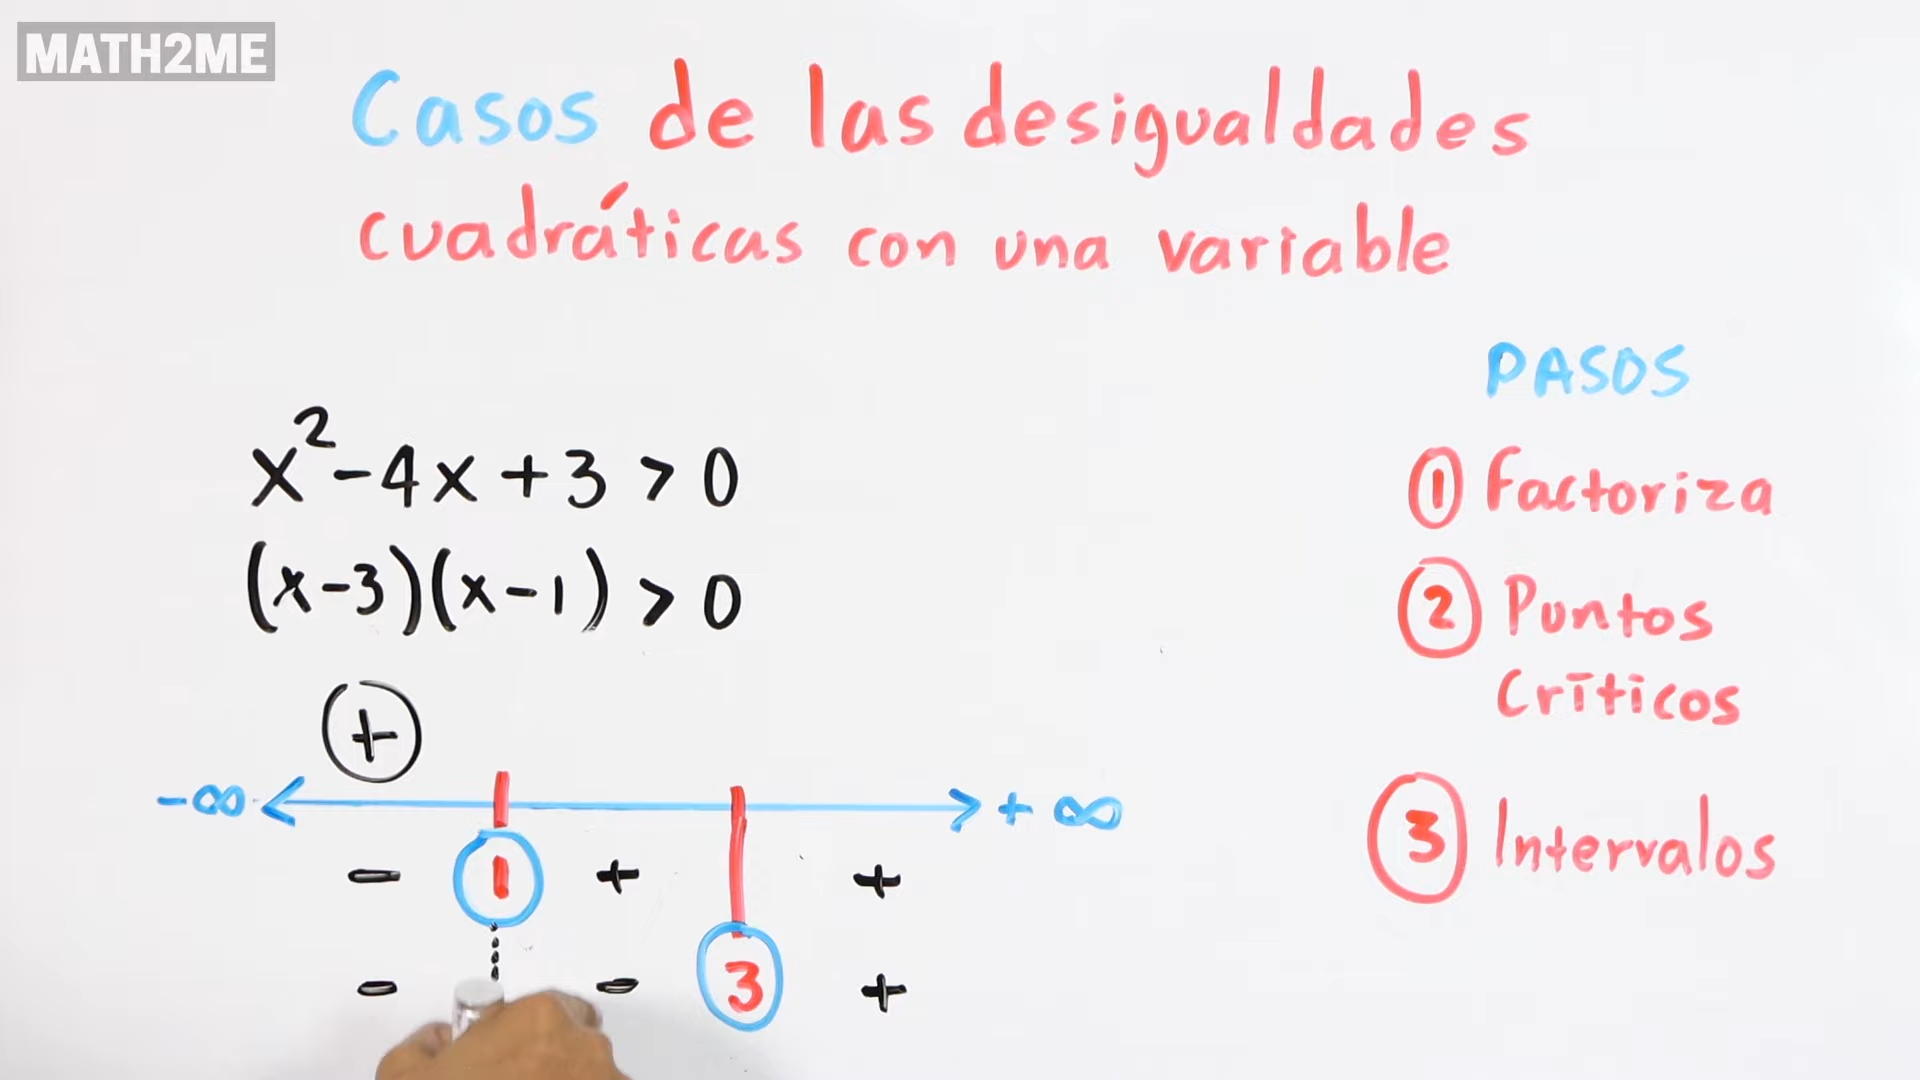 MATH2ME
Casos de las desigualdades
cuadráticas con una variable
PASOS
x²-4x+3 > 0
① Factoriza
(x-3)(x-1) > 0
② Puntos
Críticos
+
-∞ + ∞
③ Intervalos
- 1 + +
- - 3 +